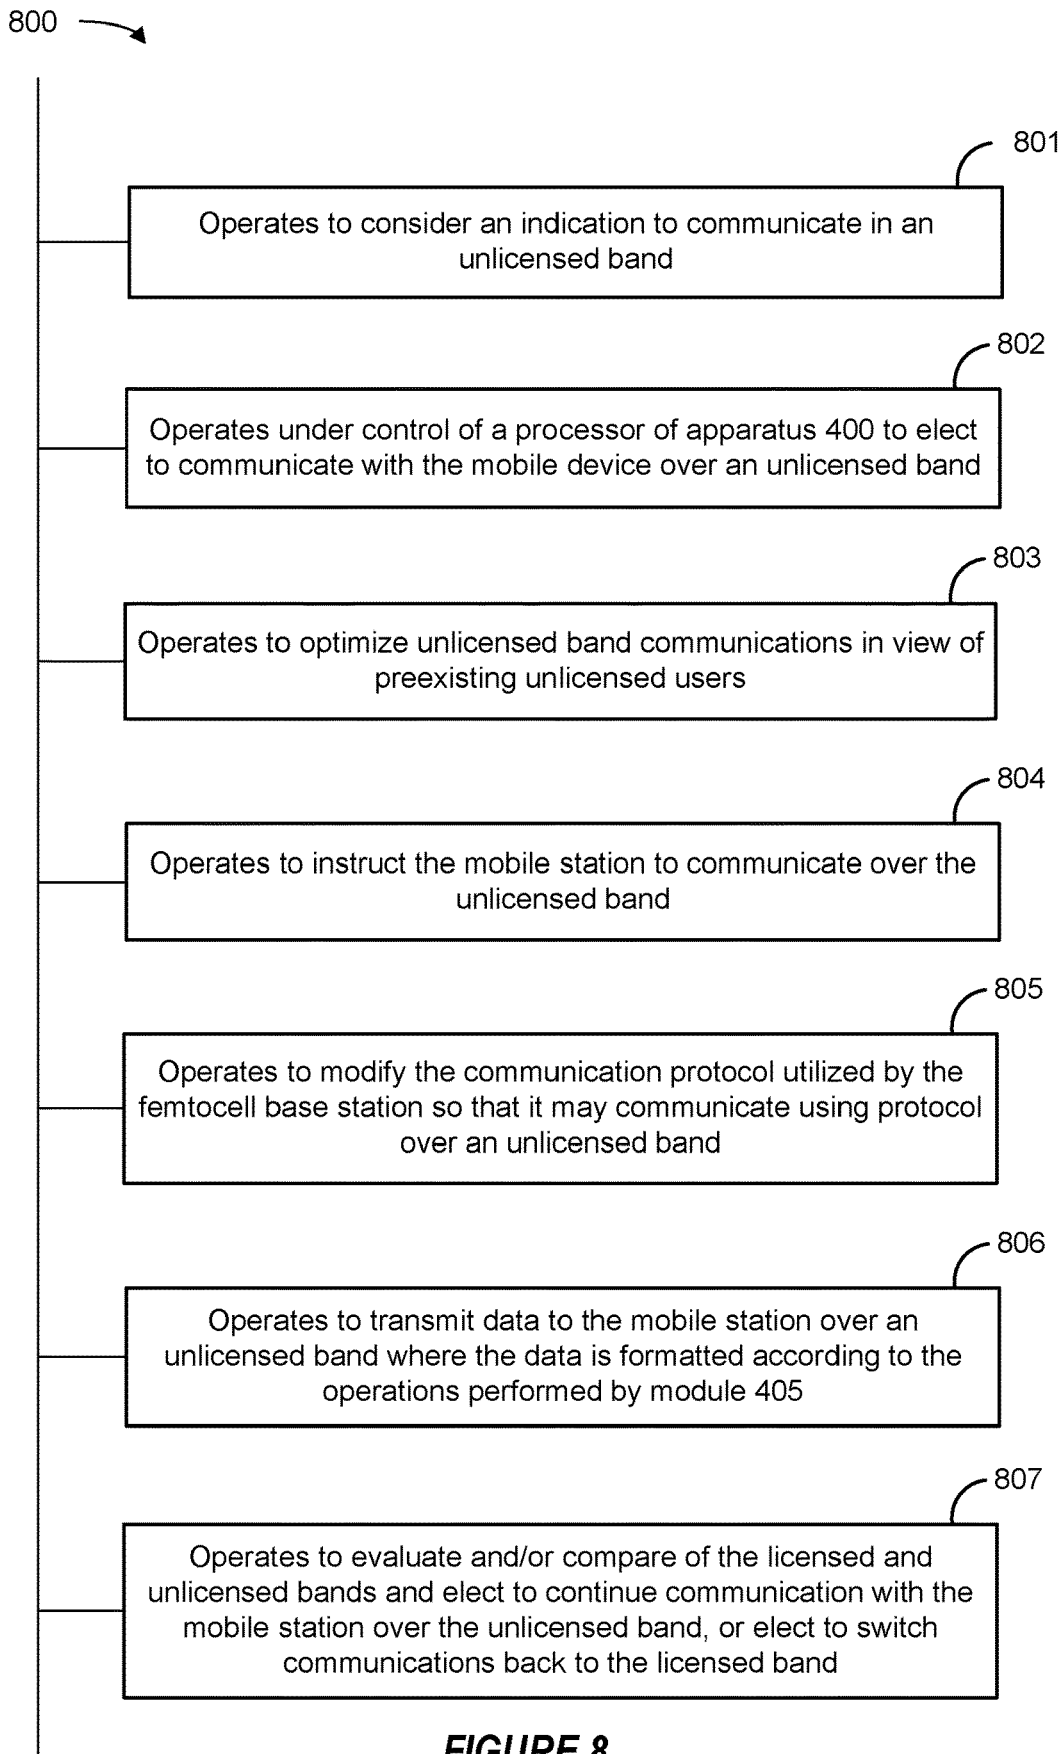 800
801
Operates to consider an indication to communicate in an
unlicensed band
802
Operates under control of a processor of apparatus 400 to elect
to communicate with the mobile device over an unlicensed band
803
Operates to optimize unlicensed band communications in view of
preexisting unlicensed users
804
Operates to instruct the mobile station to communicate over the
unlicensed band
805
Operates to modify the communication protocol utilized by the
femtocell base station so that it may communicate using protocol
over an unlicensed band
806
Operates to transmit data to the mobile station over an
unlicensed band where the data is formatted according to the
operations performed by module 405
807
Operates to evaluate and/or compare of the licensed and
unlicensed bands and elect to continue communication with the
mobile station over the unlicensed band, or elect to switch
communications back to the licensed band
FIGURE 8